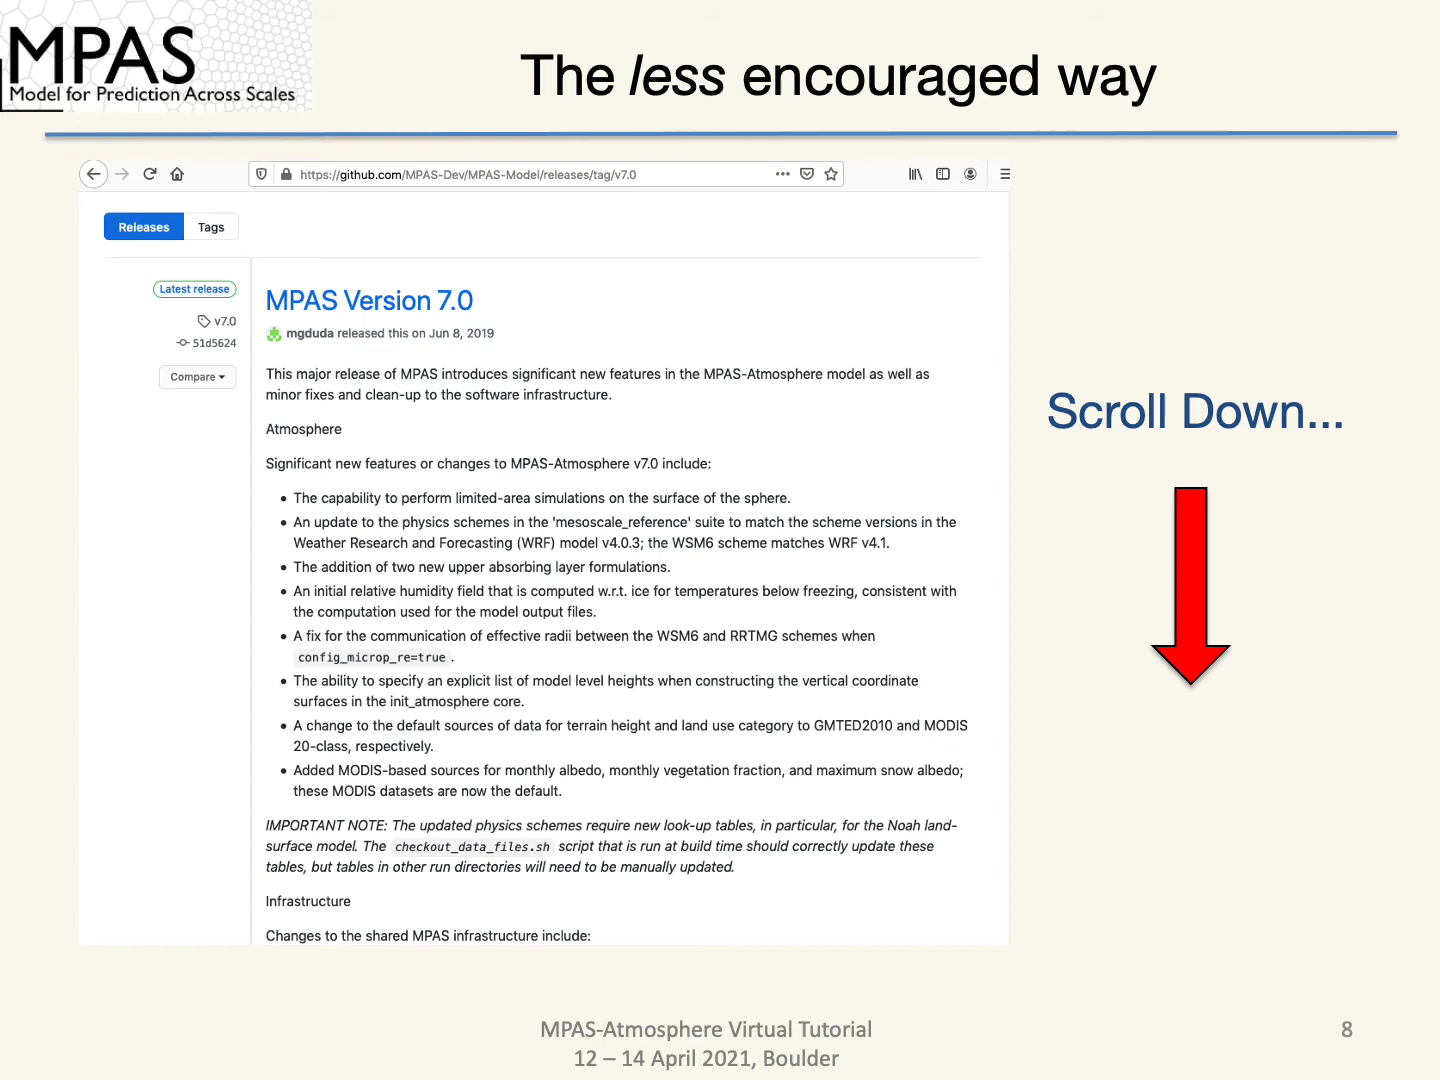 MPAS
Model for Prediction Across Scales
The less encouraged way
https://github.com/MPAS-Dev/MPAS-Model/releases/tag/v7.0
Releases Tags
Latest release
v7.0
51d5624
Compare
MPAS Version 7.0
mgduda released this on Jun 8, 2019
This major release of MPAS introduces significant new features in the MPAS-Atmosphere model as well as
minor fixes and clean-up to the software infrastructure.
Atmosphere
Significant new features or changes to MPAS-Atmosphere v7.0 include:
• The capability to perform limited-area simulations on the surface of the sphere.
• An update to the physics schemes in the 'mesoscale_reference' suite to match the scheme versions in the
Weather Research and Forecasting (WRF) model v4.0.3; the WSM6 scheme matches WRF v4.1.
• The addition of two new upper absorbing layer formulations.
• An initial relative humidity field that is computed w.r.t. ice for temperatures below freezing, consistent with
the computation used for the model output files.
• A fix for the communication of effective radii between the WSM6 and RRTMG schemes when
config_microp_re=true .
• The ability to specify an explicit list of model level heights when constructing the vertical coordinate
surfaces in the init_atmosphere core.
• A change to the default sources of data for terrain height and land use category to GMTED2010 and MODIS
20-class, respectively.
• Added MODIS-based sources for monthly albedo, monthly vegetation fraction, and maximum snow albedo;
these MODIS datasets are now the default.
IMPORTANT NOTE: The updated physics schemes require new look-up tables, in particular, for the Noah land-
surface model. The checkout_data_files.sh script that is run at build time should correctly update these
tables, but tables in other run directories will need to be manually updated.
Infrastructure
Changes to the shared MPAS infrastructure include:
Scroll Down...
MPAS-Atmosphere Virtual Tutorial
12 – 14 April 2021, Boulder
8